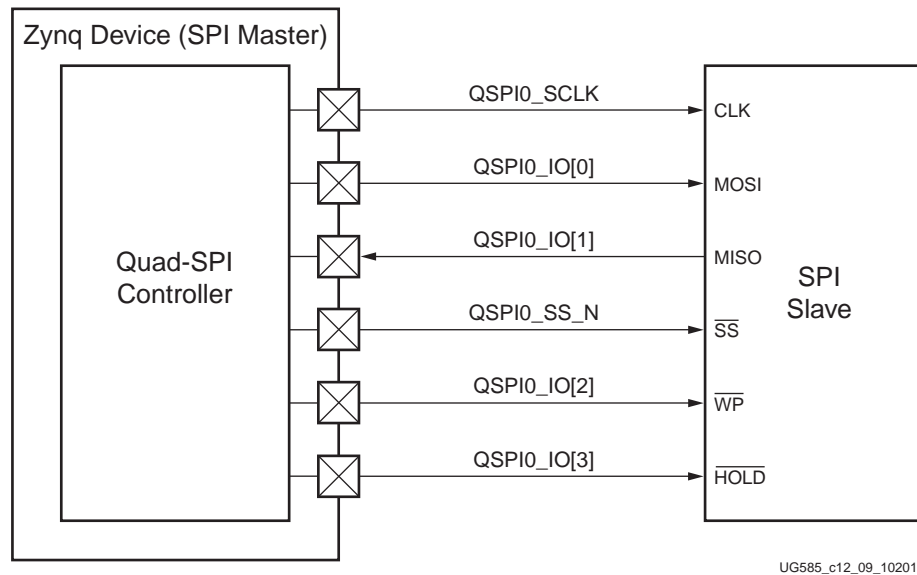 Zynq Device (SPI Master)
QSPI0_SCLK
CLK
QSPI0_IO[0]
MOSI
QSPI0_IO[1]
MISO
Quad-SPI
Controller
SPI
Slave
QSPI0_SS_N
SS
QSPI0_IO[2]
WP
QSPI0_IO[3]
HOLD
UG585_c12_09_10201